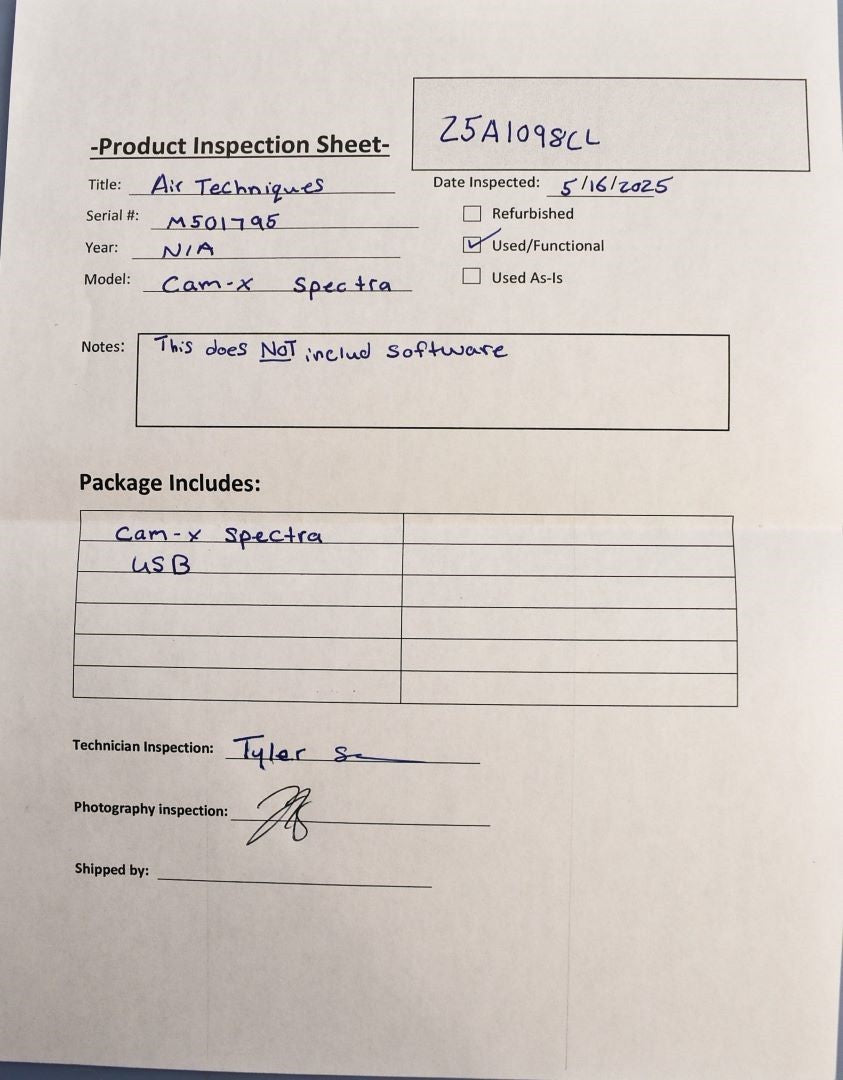 25A1098CL
-Product Inspection Sheet-
Title: Air Techniques
Date Inspected: 5/16/2025
Serial #: M501795
Refurbished
Year: N/A
Used/Functional
Model: Cam-x Spectra
Used As-Is
Notes: This does NOT includ software
Package Includes:
Cam-x Spectra
USB
Technician Inspection: Tyler
Photography inspection:
Shipped by: